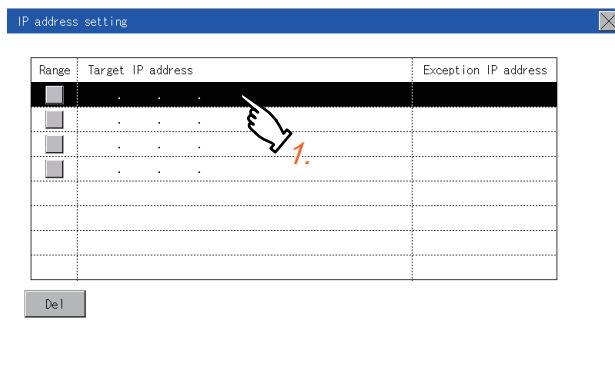 IP address setting
Range Target IP address Exception IP address
. . .
. . .
. . .
. . .
1.
Del